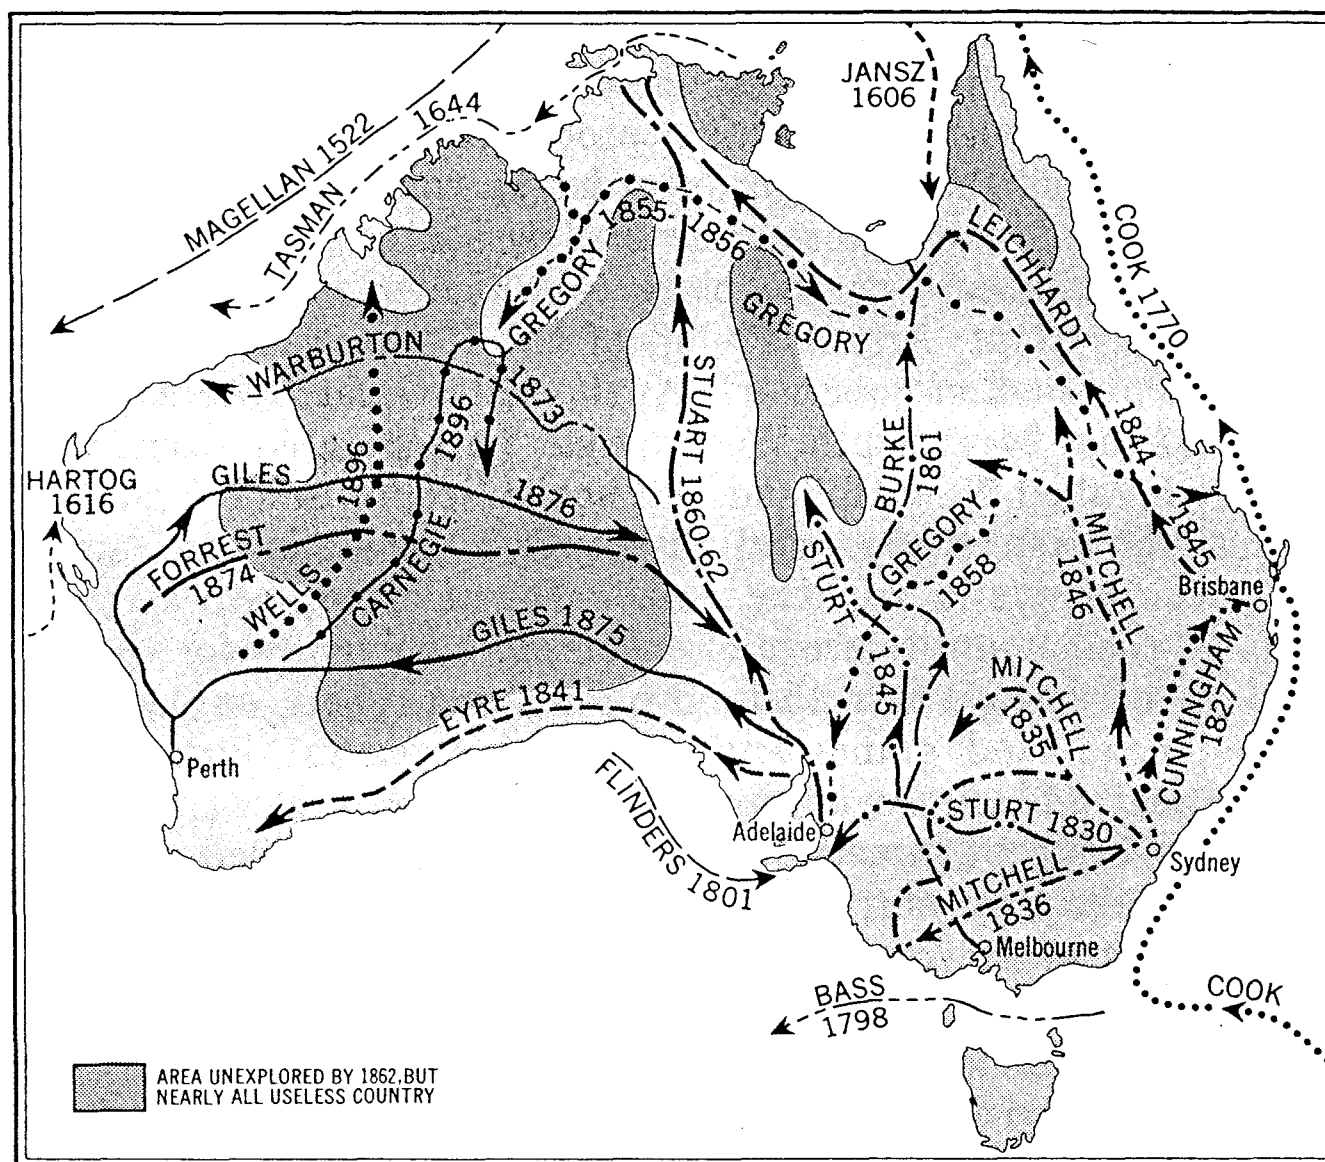 JANSZ
1606
MAGELLAN 1522
TASMAN 1644
COOK 1770
LEICHHARDT
1844
1845
GREGORY
1855
1856
GREGORY
WARBURTON
1873
STUART 1860-62
BURKE
1861
1896
1896
HARTOG
1616
GILES
1876
GREGORY
1858
MITCHELL
1846
FORREST
1874
WELLS
CARNEGIE
STURT
1845
Brisbane
GILES 1875
CUNNINGHAM
1827
MITCHELL
1835
EYRE 1841
Perth
FLINDERS 1801
Adelaide
STURT 1830
Sydney
MITCHELL
1836
Melbourne
BASS
1798
COOK
AREA UNEXPLORED BY 1862, BUT
NEARLY ALL USELESS COUNTRY